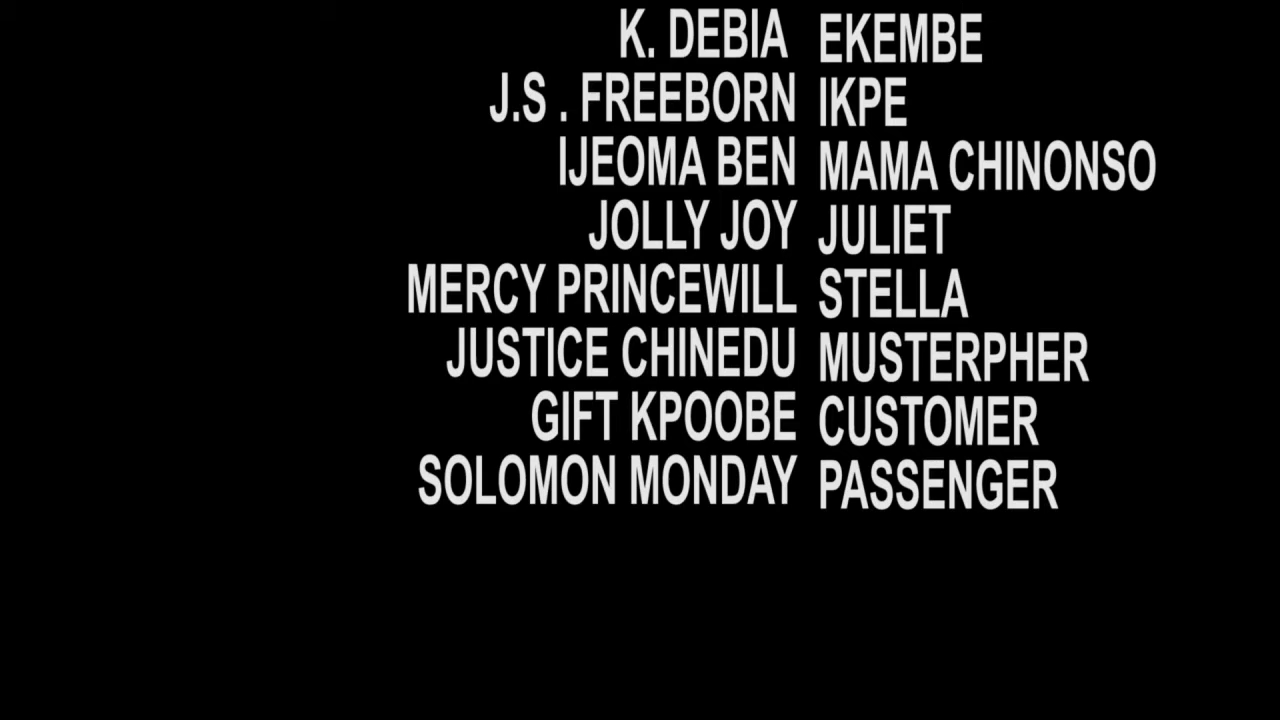 K. DEBIA EKEMBE
J.S . FREEBORN IKPE
IJEOMA BEN MAMA CHINONSO
JOLLY JOY JULIET
MERCY PRINCEWILL STELLA
JUSTICE CHINEDU MUSTERPHER
GIFT KPOOBE CUSTOMER
SOLOMON MONDAY PASSENGER